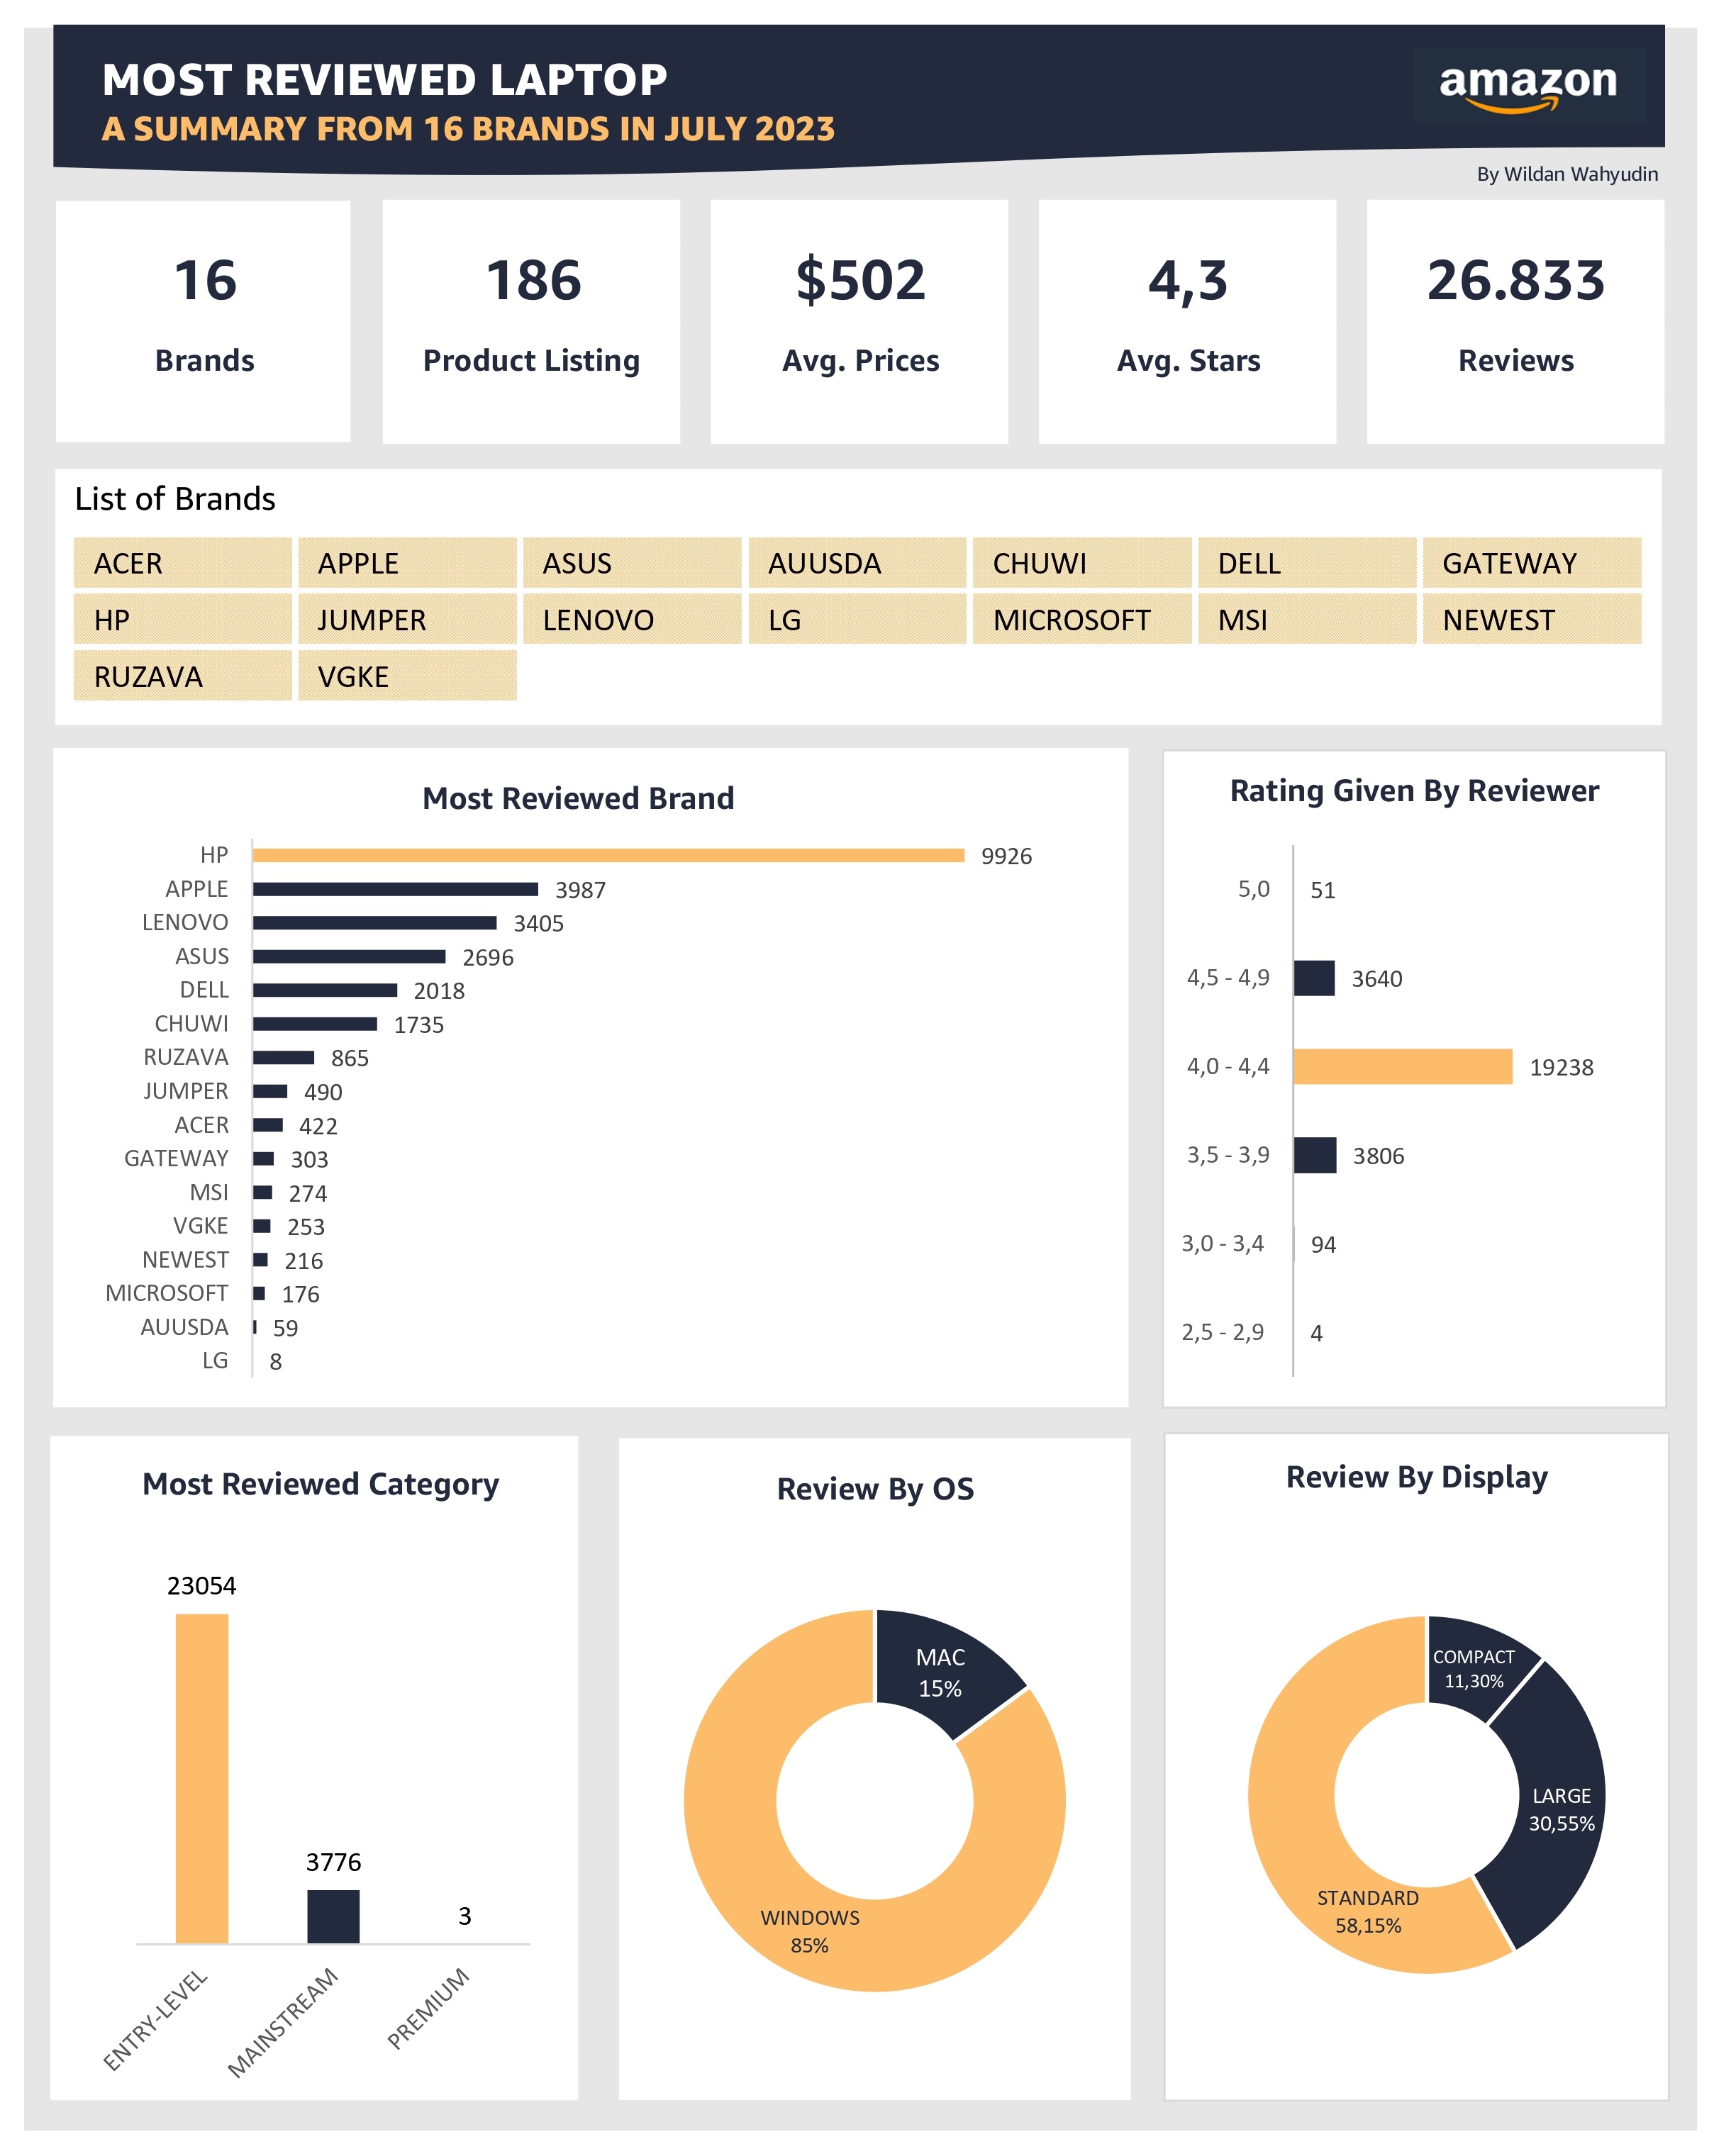 MOST REVIEWED LAPTOP
A SUMMARY FROM 16 BRANDS IN JULY 2023
amazon
By Wildan Wahyudin
16
Brands
186
Product Listing
$502
Avg. Prices
4,3
Avg. Stars
26.833
Reviews
List of Brands
ACER APPLE ASUS AUUSDA CHUWI DELL GATEWAY
HP JUMPER LENOVO LG MICROSOFT MSI NEWEST
RUZAVA VGKE
Most Reviewed Brand
HP 9926
APPLE 3987
LENOVO 3405
ASUS 2696
DELL 2018
CHUWI 1735
RUZAVA 865
JUMPER 490
ACER 422
GATEWAY 303
MSI 274
VGKE 253
NEWEST 216
MICROSOFT 176
AUUSDA 59
LG 8
Rating Given By Reviewer
5,0 51
4,5 - 4,9 3640
4,0 - 4,4 19238
3,5 - 3,9 3806
3,0 - 3,4 94
2,5 - 2,9 4
Most Reviewed Category
23054
3776
3
ENTRY-LEVEL
MAINSTREAM
PREMIUM
Review By OS
MAC
15%
WINDOWS
85%
Review By Display
COMPACT
11,30%
LARGE
30,55%
STANDARD
58,15%